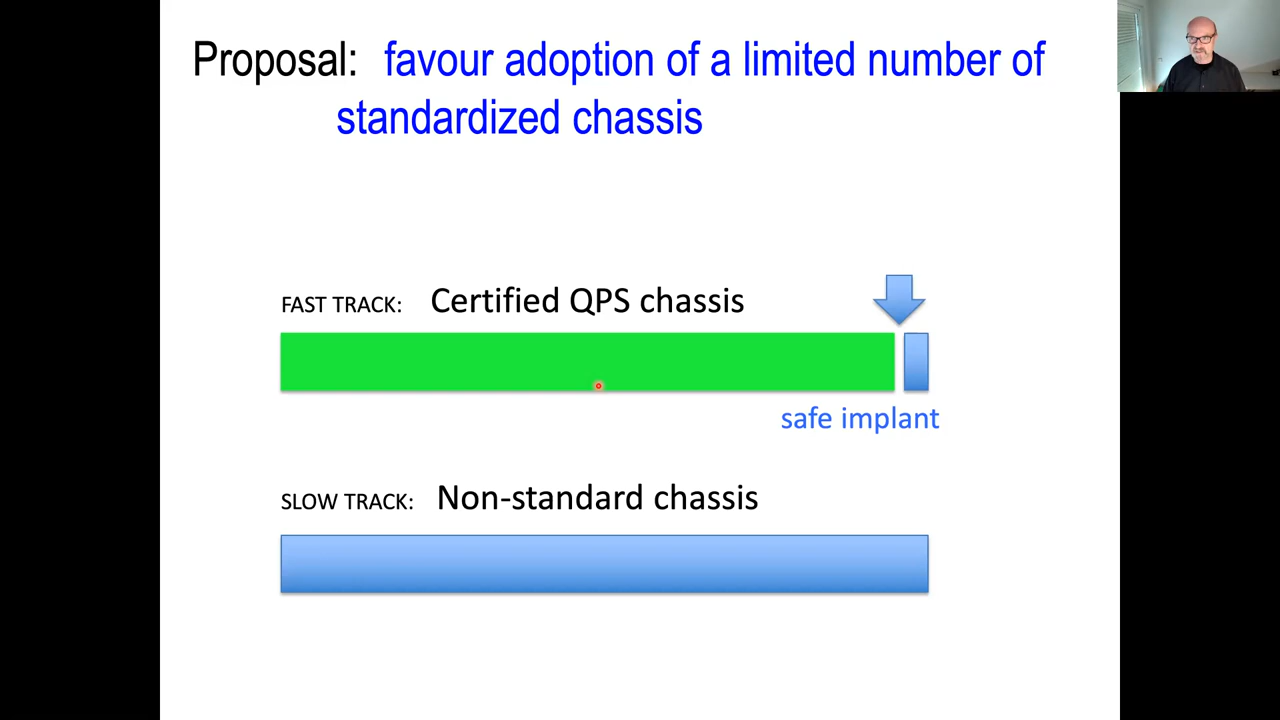 Proposal: favour adoption of a limited number of
standardized chassis
FAST TRACK: Certified QPS chassis
safe implant
SLOW TRACK: Non-standard chassis